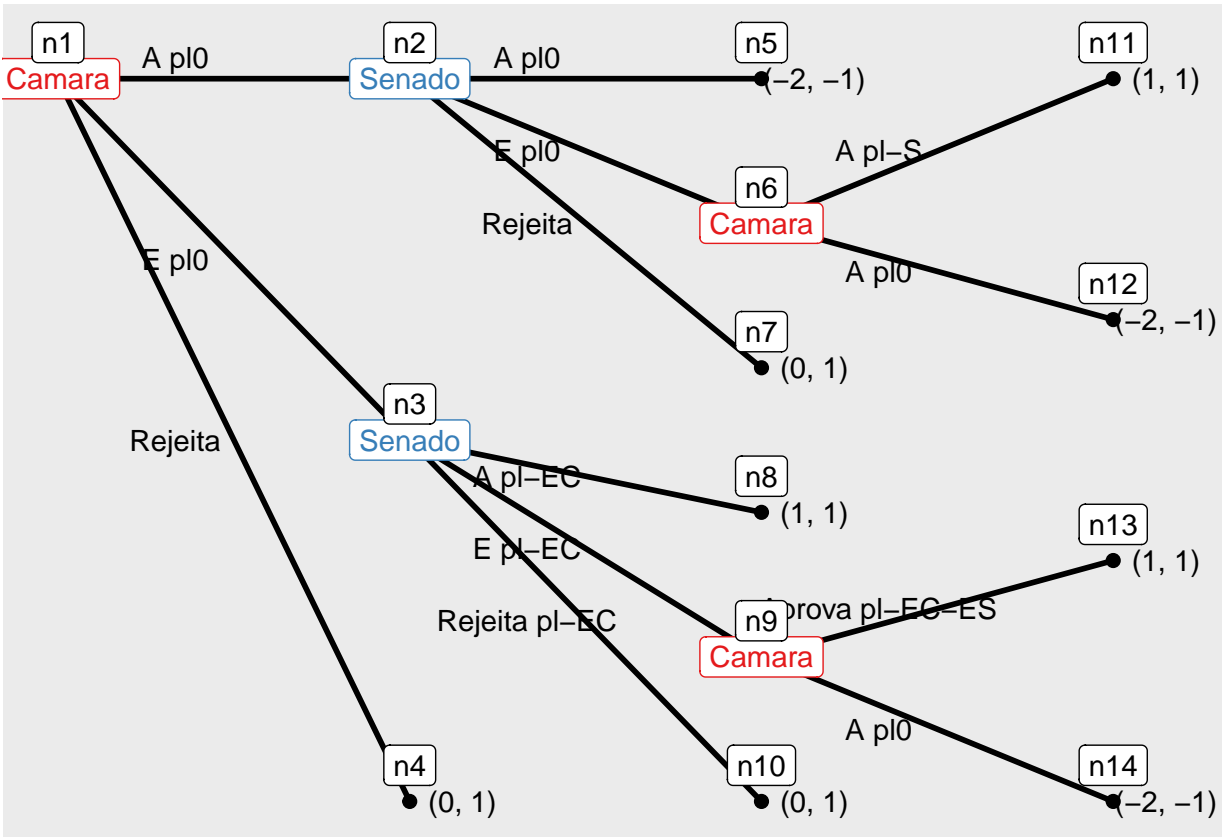 n1
Camara
A pl0
n2
Senado
A pl0
n5
(−2, −1)
n11
(1, 1)
E pl0
A pl−S
n6
Camara
Rejeita
E pl0
A pl0
n12
(−2, −1)
n7
(0, 1)
n3
Senado
Rejeita
A pl−EC
n8
(1, 1)
n13
(1, 1)
E pl−EC
Rejeita pl−EC
n9
Aprova pl−EC−ES
Camara
A pl0
n4
(0, 1)
n10
(0, 1)
n14
(−2, −1)